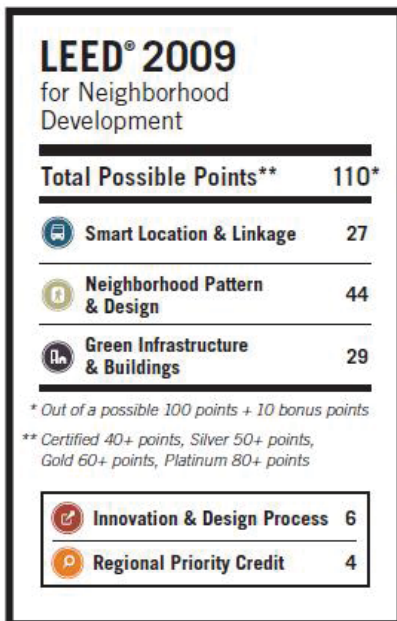 LEED® 2009
for Neighborhood
Development
Total Possible Points** 110*
Smart Location & Linkage 27
Neighborhood Pattern
& Design 44
Green Infrastructure
& Buildings 29
* Out of a possible 100 points + 10 bonus points
** Certified 40+ points, Silver 50+ points,
Gold 60+ points, Platinum 80+ points
Innovation & Design Process 6
Regional Priority Credit 4